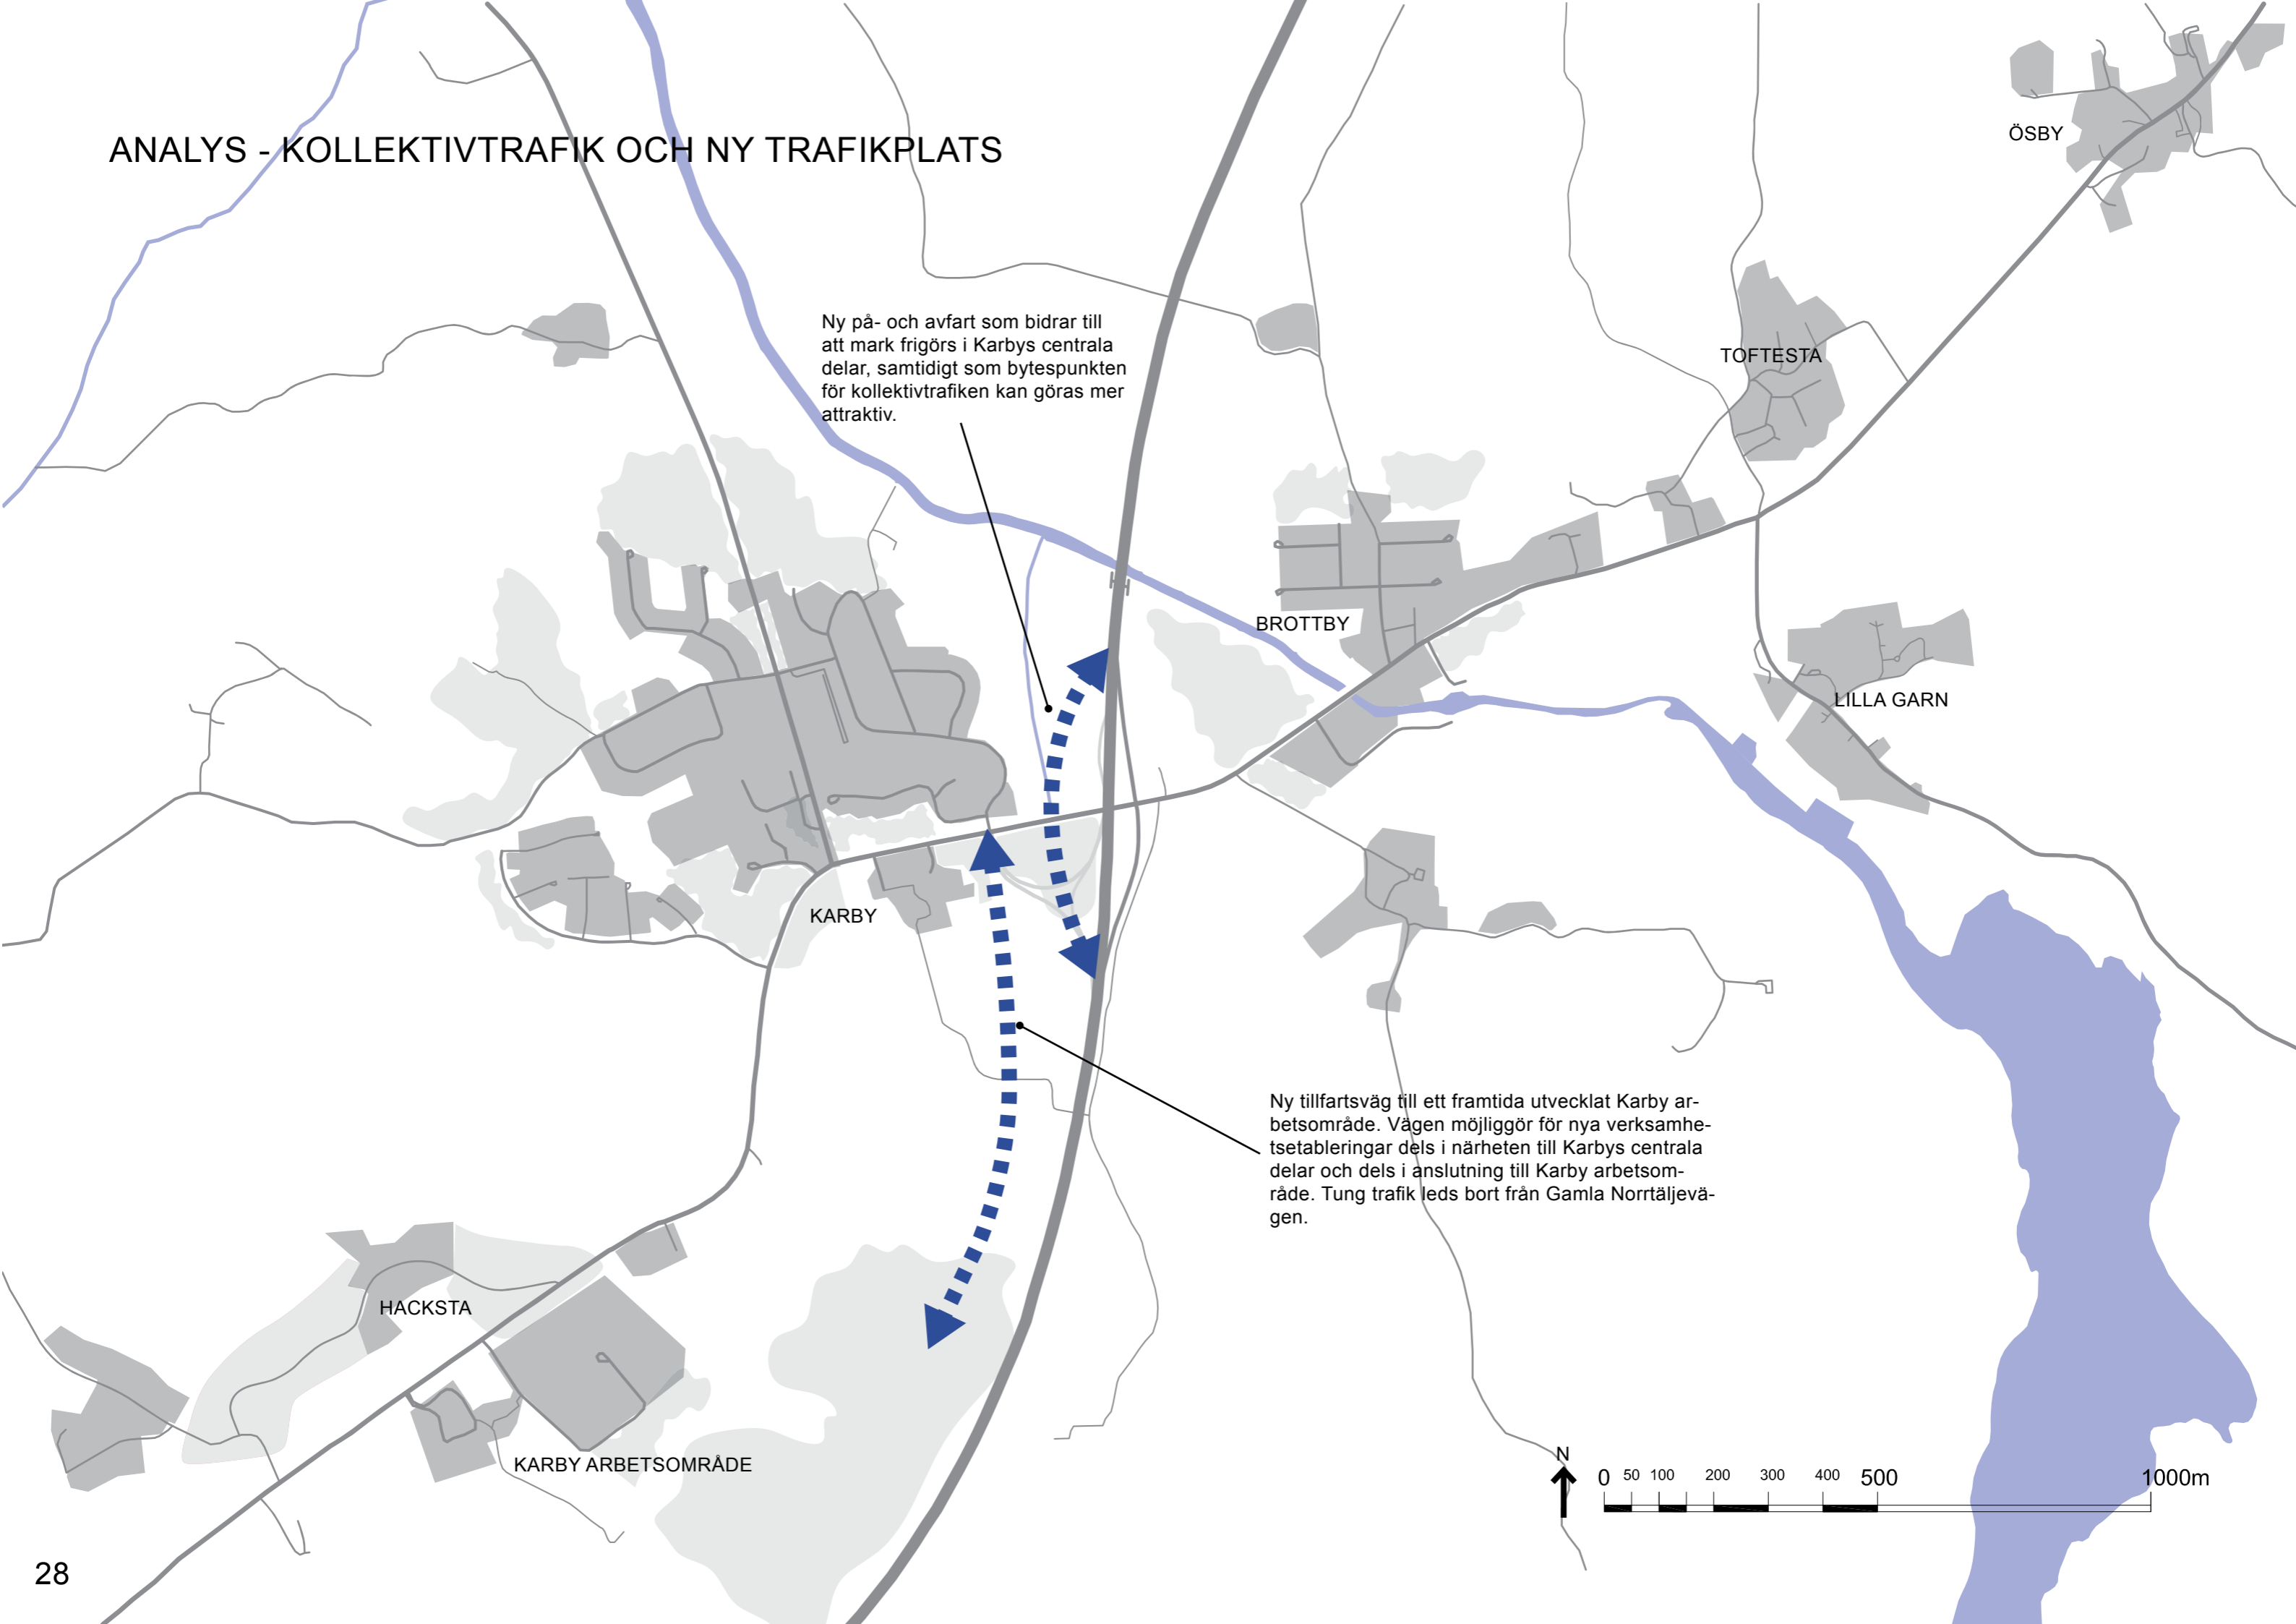 ANALYS - KOLLEKTIVTRAFIK OCH NY TRAFIKPLATS
ÖSBY
Ny på- och avfart som bidrar till
att mark frigörs i Karbys centrala
delar, samtidigt som bytespunkten
för kollektivtrafiken kan göras mer
attraktiv.
TOFTESTA
BROTTBY
LILLA GARN
KARBY
Ny tillfartsväg till ett framtida utvecklat Karby ar-
betsområde. Vägen möjliggör för nya verksamhe-
tsetableringar dels i närheten till Karbys centrala
delar och dels i anslutning till Karby arbetsom-
råde. Tung trafik leds bort från Gamla Norrtäljevä-
gen.
HACKSTA
KARBY ARBETSOMRÅDE
N
0 50 100 200 300 400 500 1000m
28